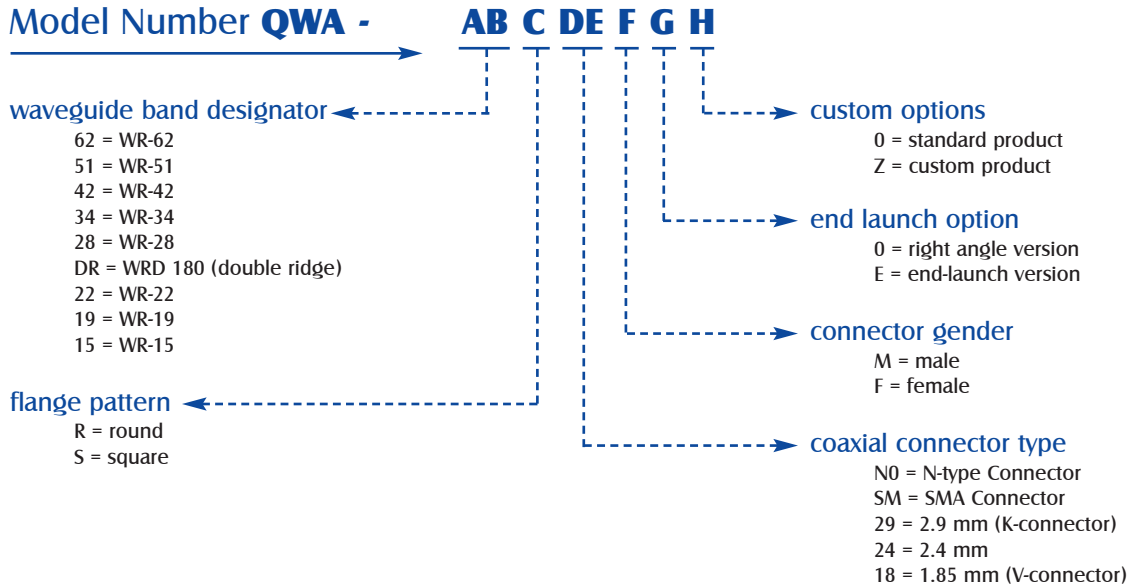 Model Number QWA - AB C DE F G H
waveguide band designator
62 = WR-62
51 = WR-51
42 = WR-42
34 = WR-34
28 = WR-28
DR = WRD 180 (double ridge)
22 = WR-22
19 = WR-19
15 = WR-15
flange pattern
R = round
S = square
custom options
0 = standard product
Z = custom product
end launch option
0 = right angle version
E = end-launch version
connector gender
M = male
F = female
coaxial connector type
N0 = N-type Connector
SM = SMA Connector
29 = 2.9 mm (K-connector)
24 = 2.4 mm
18 = 1.85 mm (V-connector)